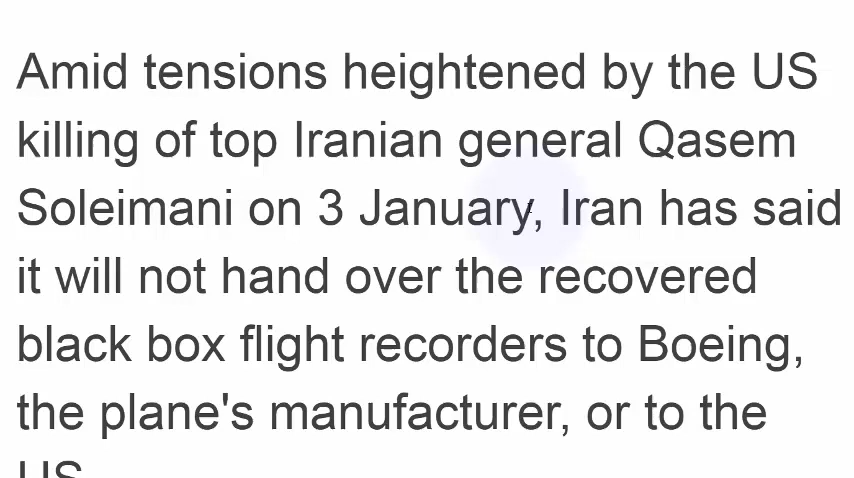 Amid tensions heightened by the US
killing of top Iranian general Qasem
Soleimani on 3 January, Iran has said
it will not hand over the recovered
black box flight recorders to Boeing,
the plane's manufacturer, or to the
US